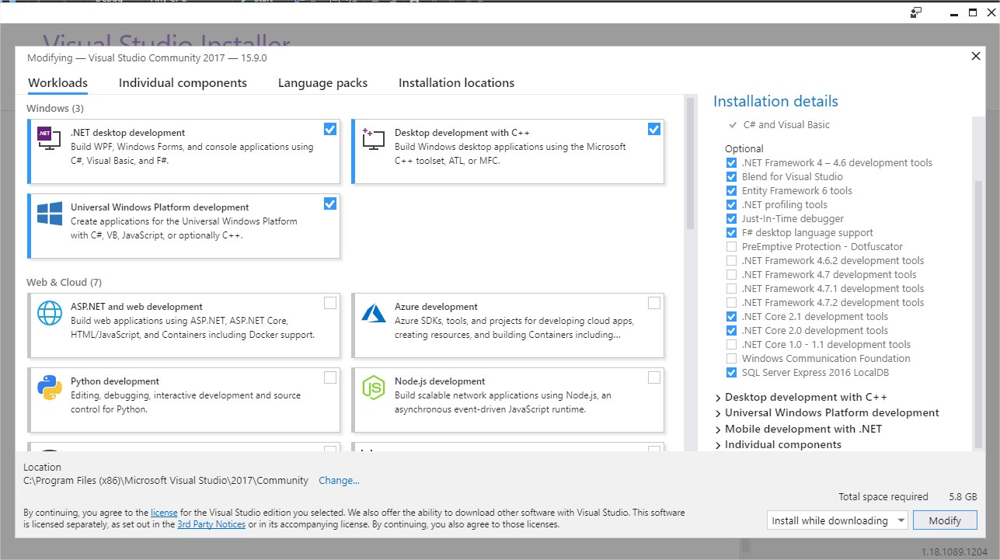 Visual Studio Installer
Modifying — Visual Studio Community 2017 — 15.9.0
Workloads
Individual components
Language packs
Installation locations
Windows (3)
.NET
.NET desktop development
Build WPF, Windows Forms, and console applications using
C#, Visual Basic, and F#.
Desktop development with C++
Build Windows desktop applications using the Microsoft
C++ toolset, ATL, or MFC.
Universal Windows Platform development
Create applications for the Universal Windows Platform
with C#, VB, JavaScript, or optionally C++.
Web & Cloud (7)
ASP.NET and web development
Build web applications using ASP.NET, ASP.NET Core,
HTML/JavaScript, and Containers including Docker support.
Azure development
Azure SDKs, tools, and projects for developing cloud apps,
creating resources, and building Containers including...
Python development
Editing, debugging, interactive development and source
control for Python.
Node.js development
Build scalable network applications using Node.js, an
asynchronous event-driven JavaScript runtime.
Installation details
C# and Visual Basic
Optional
.NET Framework 4 – 4.6 development tools
Blend for Visual Studio
Entity Framework 6 tools
.NET profiling tools
Just-In-Time debugger
F# desktop language support
PreEmptive Protection - Dotfuscator
.NET Framework 4.6.2 development tools
.NET Framework 4.7 development tools
.NET Framework 4.7.1 development tools
.NET Framework 4.7.2 development tools
.NET Core 2.1 development tools
.NET Core 2.0 development tools
.NET Core 1.0 - 1.1 development tools
Windows Communication Foundation
SQL Server Express 2016 LocalDB
Desktop development with C++
Universal Windows Platform development
Mobile development with .NET
Individual components
Location
C:\Program Files (x86)\Microsoft Visual Studio\2017\Community Change...
Total space required 5.8 GB
By continuing, you agree to the license for the Visual Studio edition you selected. We also offer the ability to download other software with Visual Studio. This software
is licensed separately, as set out in the 3rd Party Notices or in its accompanying license. By continuing, you also agree to those licenses.
Install while downloading
Modify
1.18.1089.1204